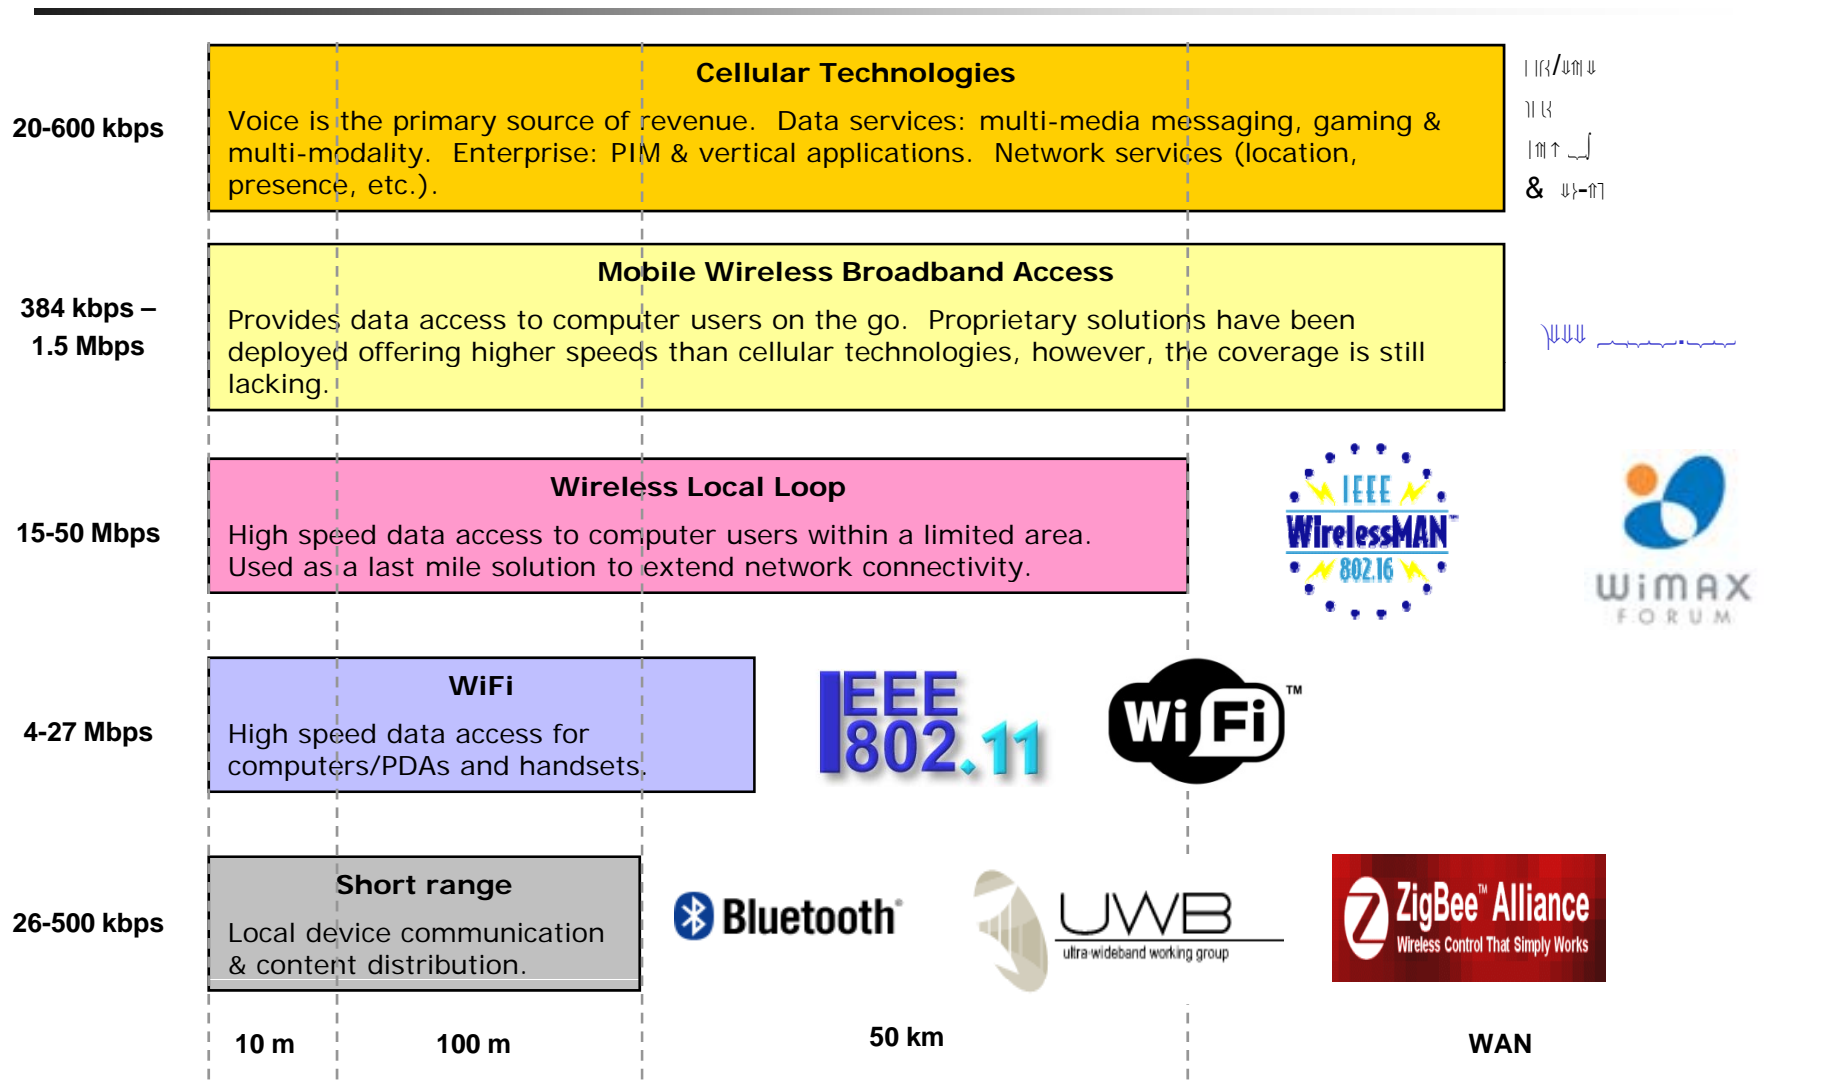 Cellular Technologies
20-600 kbps
Voice is the primary source of revenue.  Data services: multi-media messaging, gaming &
multi-modality.  Enterprise: PIM & vertical applications.  Network services (location,
presence, etc.).
Mobile Wireless Broadband Access
384 kbps –
1.5 Mbps
Provides data access to computer users on the go.  Proprietary solutions have been
deployed offering higher speeds than cellular technologies, however, the coverage is still
lacking.
Wireless Local Loop
15-50 Mbps
High speed data access to computer users within a limited area.
Used as a last mile solution to extend network connectivity.
IEEE
WirelessMAN™
802.16
WiMAX
FORUM
WiFi
4-27 Mbps
High speed data access for
computers/PDAs and handsets.
IEEE
802.11
Wi Fi™
Short range
26-500 kbps
Local device communication
& content distribution.
Bluetooth®
UWB
ultra-wideband working group
ZigBee™ Alliance
Wireless Control That Simply Works
10 m
100 m
50 km
WAN